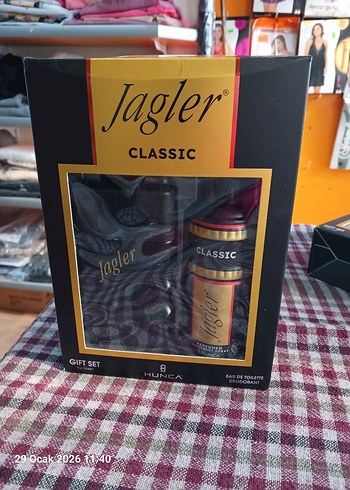 Jagler®
CLASSIC
Jagler
CLASSIC
Jagler
GIFT SET
HUNCA
EAU DE TOILETTE
DEODORANT
29 Ocak 2026 11:40